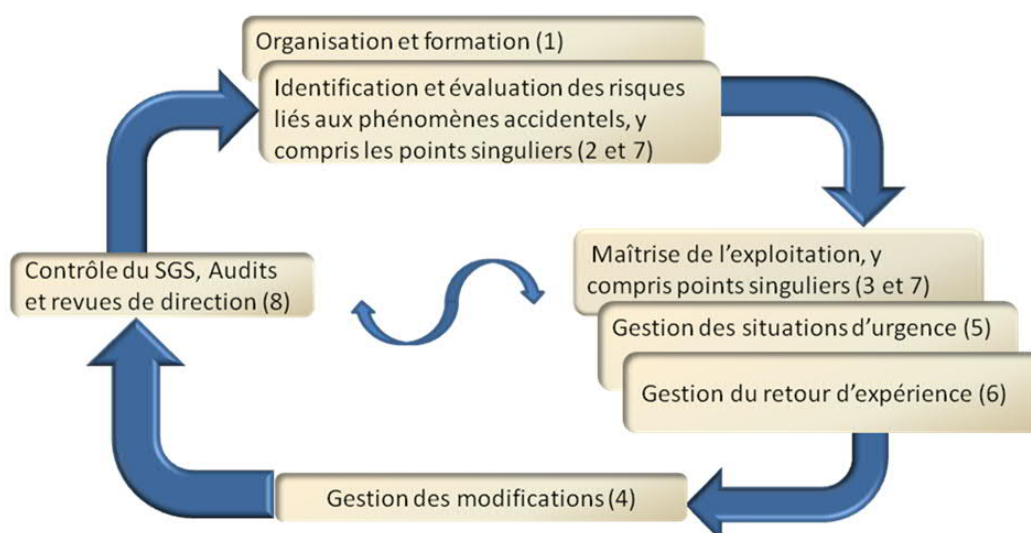 Organisation et formation (1)
Identification et évaluation des risques
liés aux phénomènes accidentels, y
compris les points singuliers (2 et 7)
Contrôle du SGS, Audits
et revues de direction (8)
Maîtrise de l’exploitation, y
compris points singuliers (3 et 7)
Gestion des situations d’urgence (5)
Gestion du retour d’expérience (6)
Gestion des modifications (4)